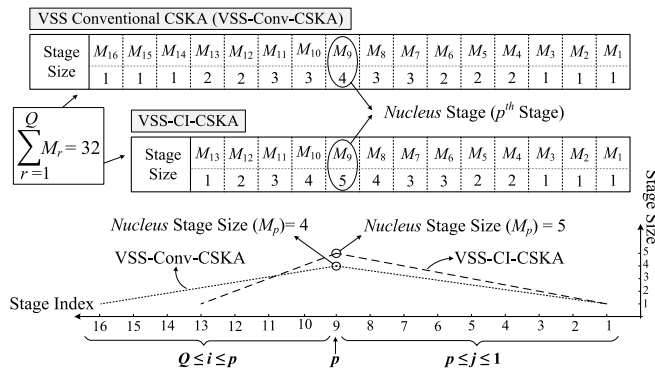 VSS Conventional CSKA (VSS-Conv-CSKA)
Stage Size M16 M15 M14 M13 M12 M11 M10 M9 M8 M7 M6 M5 M4 M3 M2 M1
1 1 1 2 2 3 3 4 3 3 2 2 2 1 1 1
Nucleus Stage (pth Stage)
VSS-CI-CSKA
Q
∑ Mr = 32
r = 1
Stage Size M13 M12 M11 M10 M9 M8 M7 M6 M5 M4 M3 M2 M1
1 2 3 4 5 4 3 3 2 2 1 1 1
Nucleus Stage Size (Mp)= 4
Nucleus Stage Size (Mp) = 5
VSS-Conv-CSKA
VSS-CI-CSKA
Stage Size
5
4
3
2
1
Stage Index
16 15 14 13 12 11 10 9 8 7 6 5 4 3 2 1
Q ≤ i ≤ p
p
p ≤ j ≤ 1